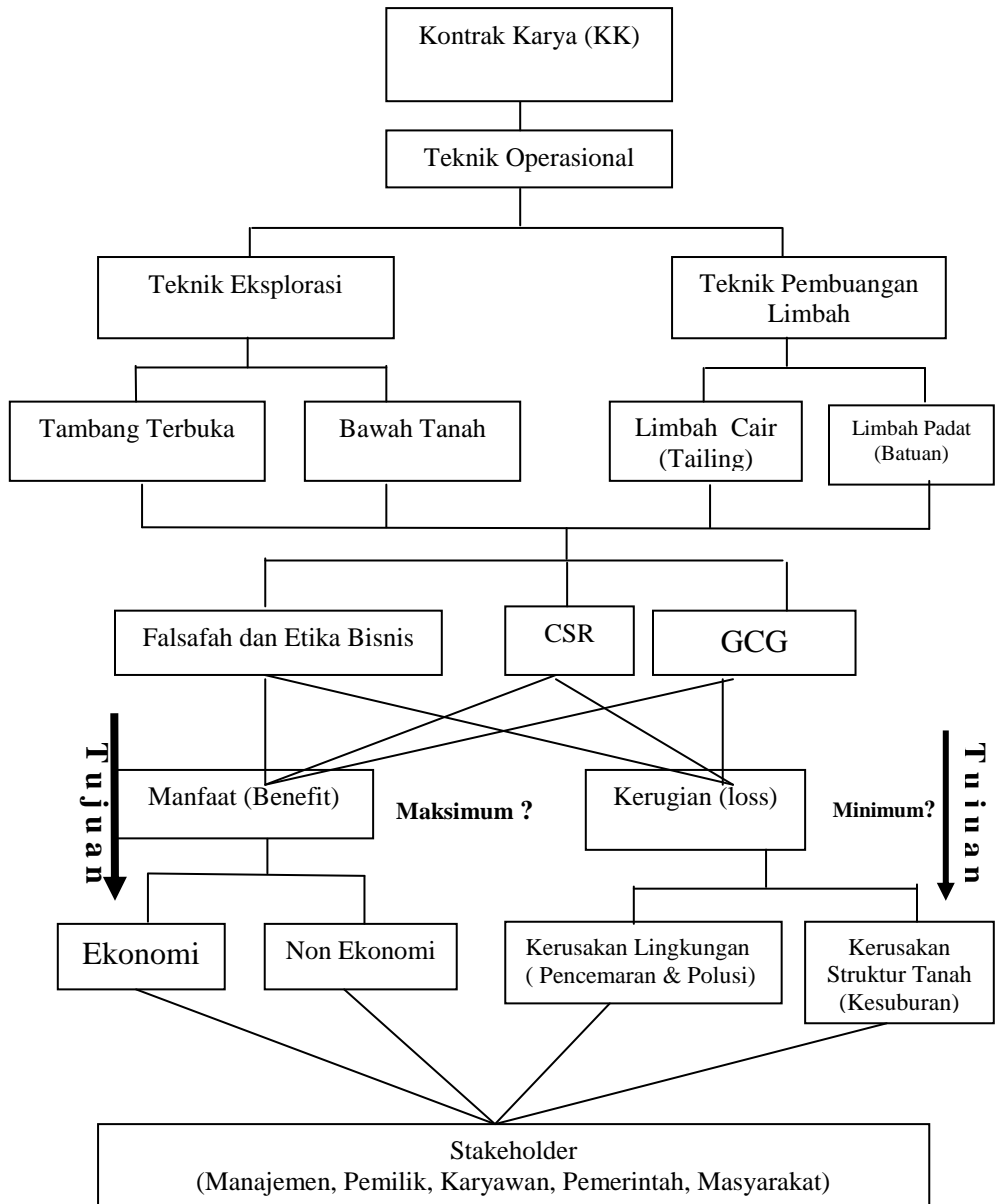 Kontrak Karya (KK)
Teknik Operasional
Teknik Eksplorasi
Teknik Pembuangan
Limbah
Tambang Terbuka
Bawah Tanah
Limbah Cair
(Tailing)
Limbah Padat
(Batuan)
Falsafah dan Etika Bisnis
CSR
GCG
Tujuan
Manfaat (Benefit)
Maksimum ?
Kerugian (loss)
Minimum?
Tuiuan
Ekonomi
Non Ekonomi
Kerusakan Lingkungan
( Pencemaran & Polusi)
Kerusakan
Struktur Tanah
(Kesuburan)
Stakeholder
(Manajemen, Pemilik, Karyawan, Pemerintah, Masyarakat)